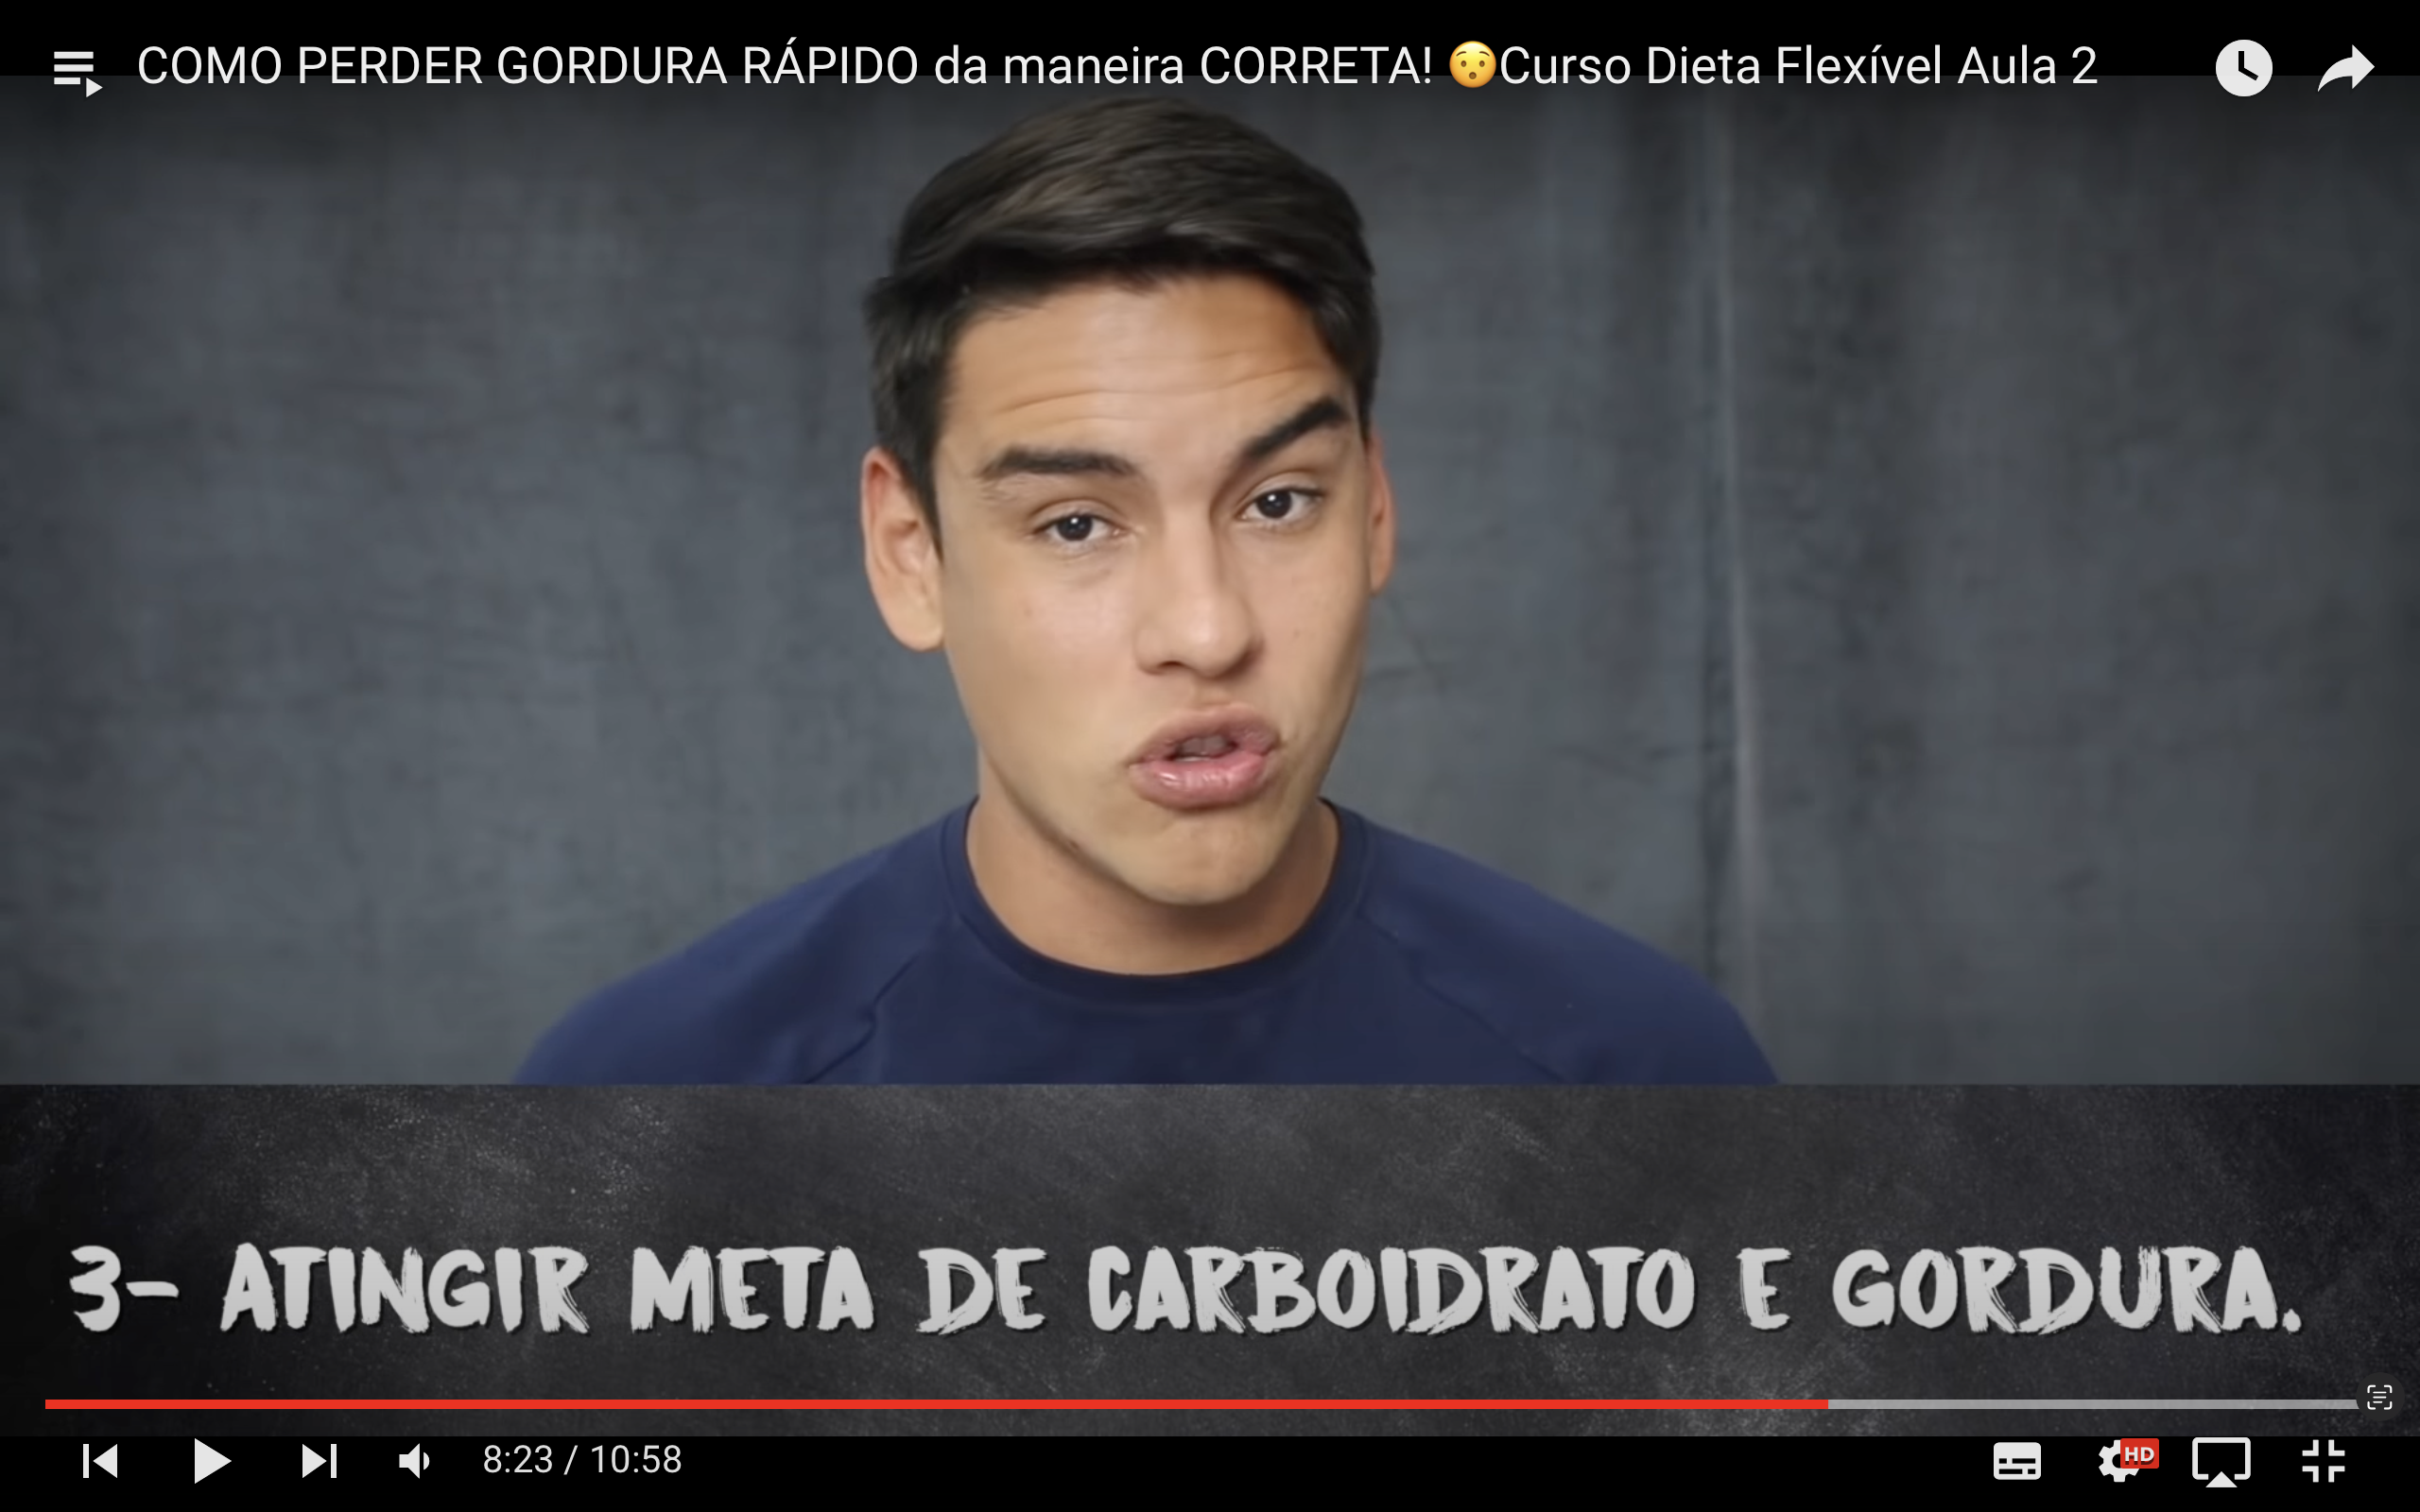 COMO PERDER GORDURA RÁPIDO da maneira CORRETA! 😯Curso Dieta Flexível Aula 2
3- ATINGIR META DE CARBOIDRATO E GORDURA.
8:23 / 10:58
HD